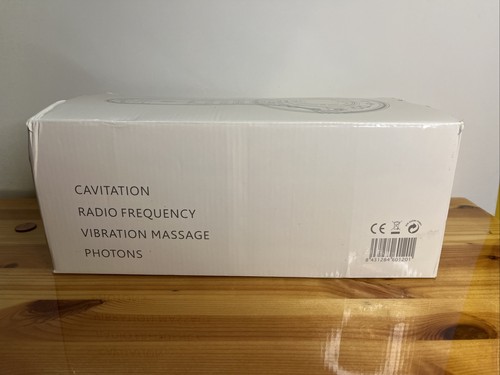 CAVITATION
RADIO FREQUENCY
VIBRATION MASSAGE
PHOTONS
CE